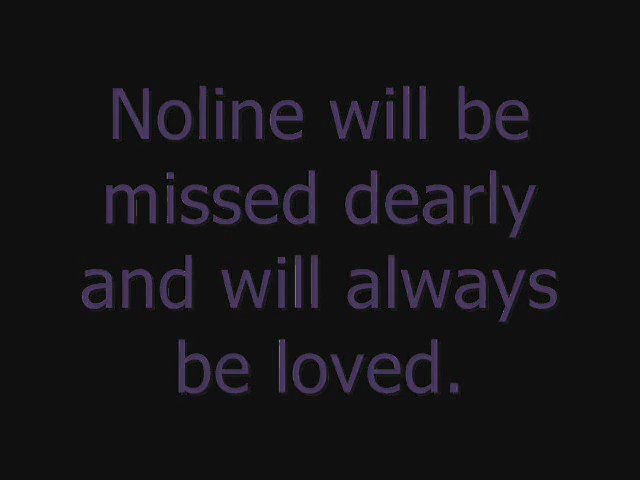 Noline will be
missed dearly
and will always
be loved.